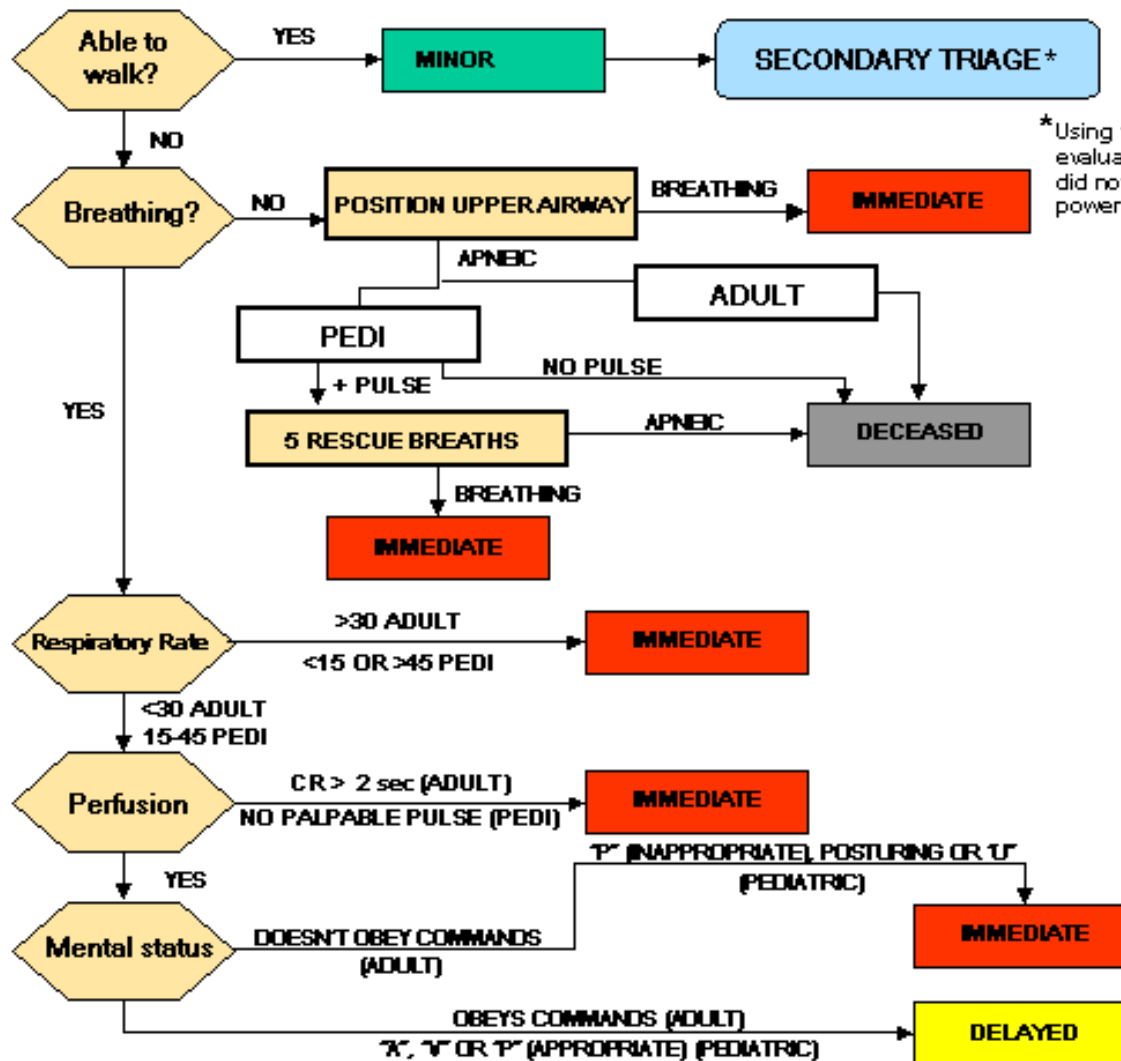 Able to
walk?
YES
MINOR
SECONDARY TRIAGE*
NO
*Using
evalua
did no
power
Breathing?
NO
POSITION UPPER AIRWAY
BREATHING
IMMEDIATE
APNEIC
ADULT
PEDI
NO PULSE
+ PULSE
YES
5 RESCUE BREATHS
APNEIC
DECEASED
BREATHING
IMMEDIATE
Respiratory Rate
>30 ADULT
<15 OR >45 PEDI
IMMEDIATE
<30 ADULT
15-45 PEDI
Perfusion
CR > 2 sec (ADULT)
NO PALPABLE PULSE (PEDI)
IMMEDIATE
YES
"P" (INAPPROPRIATE), POSTURING OR "U"
(PEDIATRIC)
Mental status
DOESN'T OBEY COMMANDS
(ADULT)
IMMEDIATE
OBEYS COMMANDS (ADULT)
"A", "V" OR "P" (APPROPRIATE) (PEDIATRIC)
DELAYED